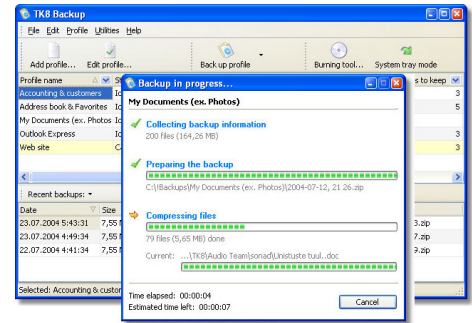 TK8 Backup
File Edit Profile Utilities Help
Add profile... Edit profile... Back up profile Burning tool... System tray mode
Profile name s to keep
Accounting & customers 3
Address book & Favorites 5
My Documents (ex. Photos
Outlook Express 3
Web site 3
Recent backups:
Date Size
23.07.2004 5:43:31 7,55 3.zip
23.07.2004 4:49:34 7,55 7.zip
22.07.2004 4:41:34 7,55 9.zip
Selected: Accounting & custor
Backup in progress...
My Documents (ex. Photos)
Collecting backup information
200 files (164,26 MB)
Preparing the backup
C:\!Backups\My Documents (ex. Photos)\2004-07-12, 21 26.zip
Compressing files
79 files (5,65 MB) done
Current: ...\TK8\Audio Team\sonad\Unistuste tuul..doc
Time elapsed: 00:00:04
Estimated time left: 00:00:07
Cancel